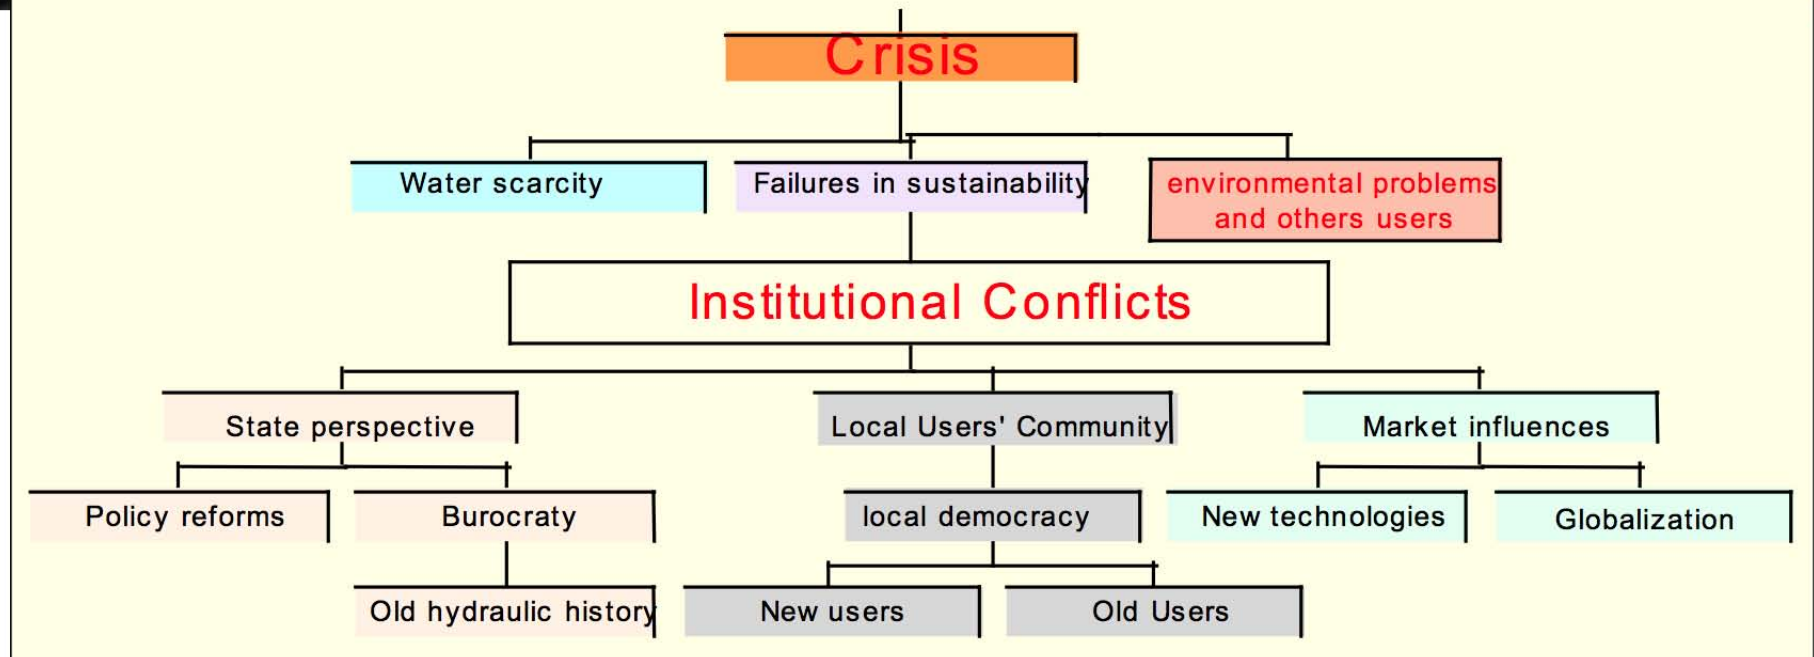 Crisis
Water scarcity
Failures in sustainability
environmental problems
and others users
Institutional Conflicts
State perspective
Local Users' Community
Market influences
Policy reforms
Burocraty
local democracy
New technologies
Globalization
Old hydraulic history
New users
Old Users